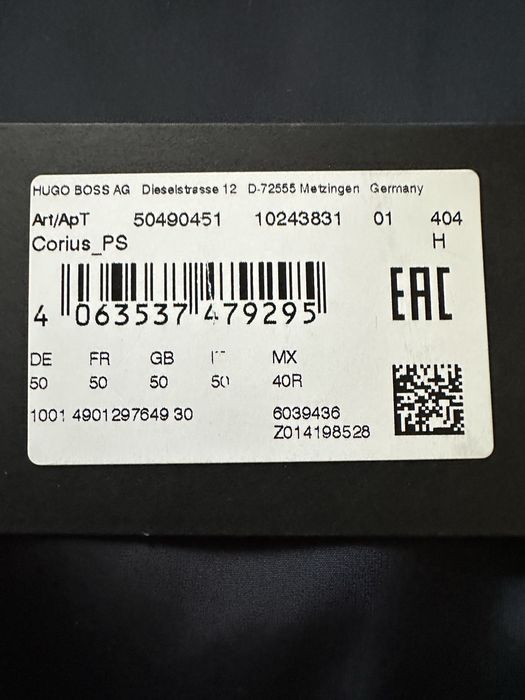 HUGO BOSS AG Dieselstrasse 12 D-72555 Metzingen Germany
Art/ApT 50490451 10243831 01 404
Corius_PS H
4 063537 479295
EAC
DE FR GB MX
50 50 50 50 40R
1001 4901297649 30 6039436
Z014198528